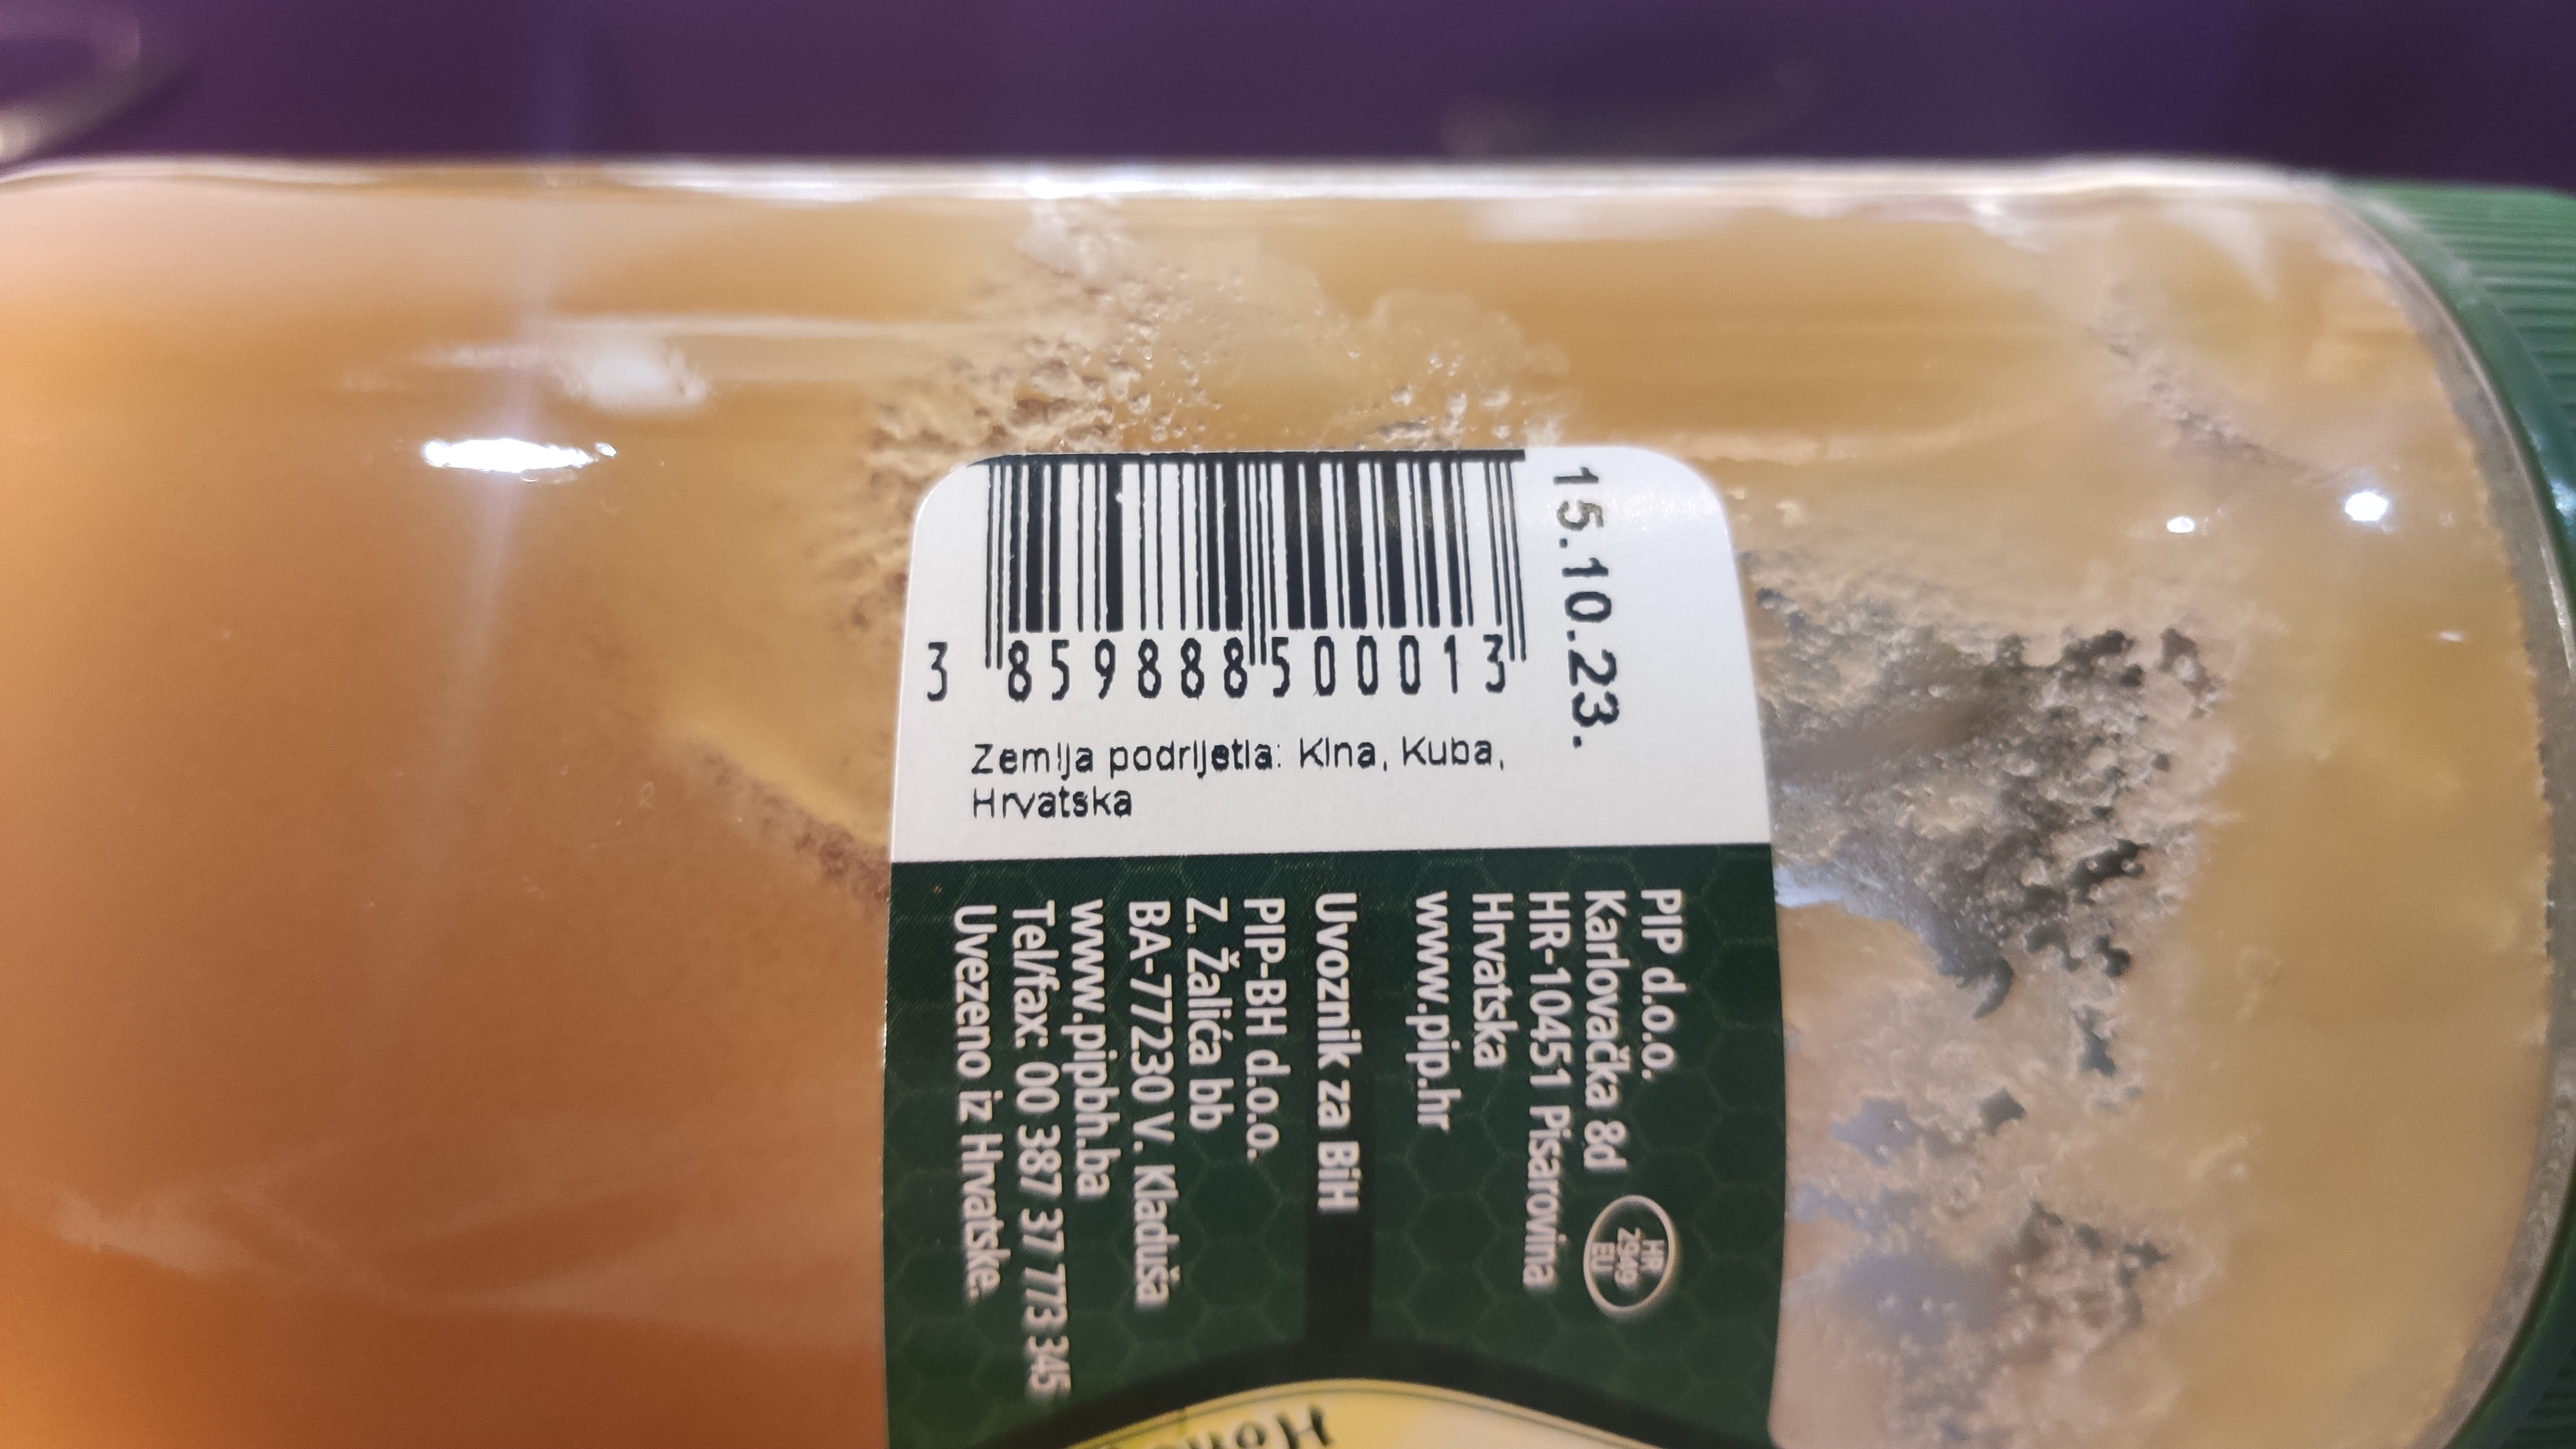 3 859888 500013
15.10.23.
Zemlja podrijetla: Kina, Kuba,
Hrvatska
PIP d.o.o.
Karlovačka 8d
HR-10451 Pisarovina
Hrvatska
www.pip.hr
HR
2949
EU
Uvoznik za BiH
PIP-BH d.o.o.
Z. Žalića bb
BA-77230 V. Kladuša
www.pipbh.ba
Tel/fax: 00 387 37 773 345
Uvezeno iz Hrvatske.